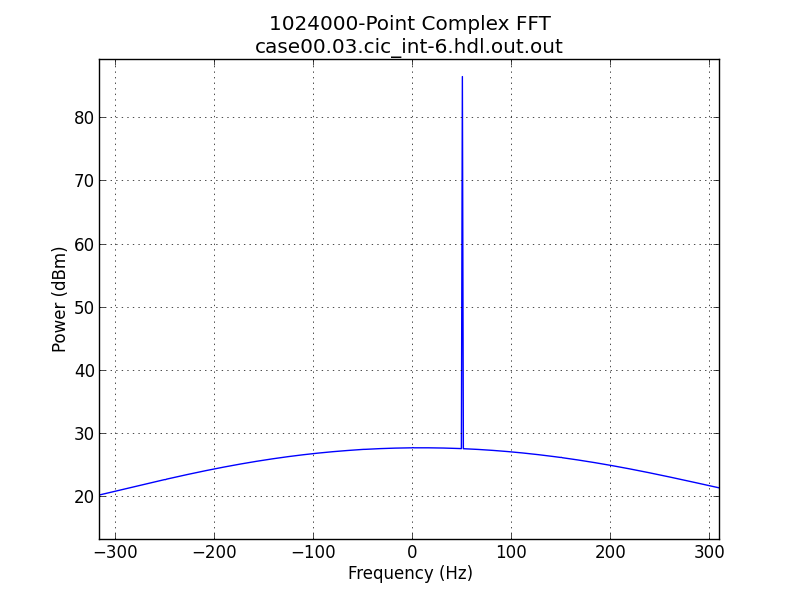 1024000-Point Complex FFT
case00.03.cic_int-6.hdl.out.out
Power (dBm)
80
70
60
50
40
30
20
−300 −200 −100 0 100 200 300
Frequency (Hz)